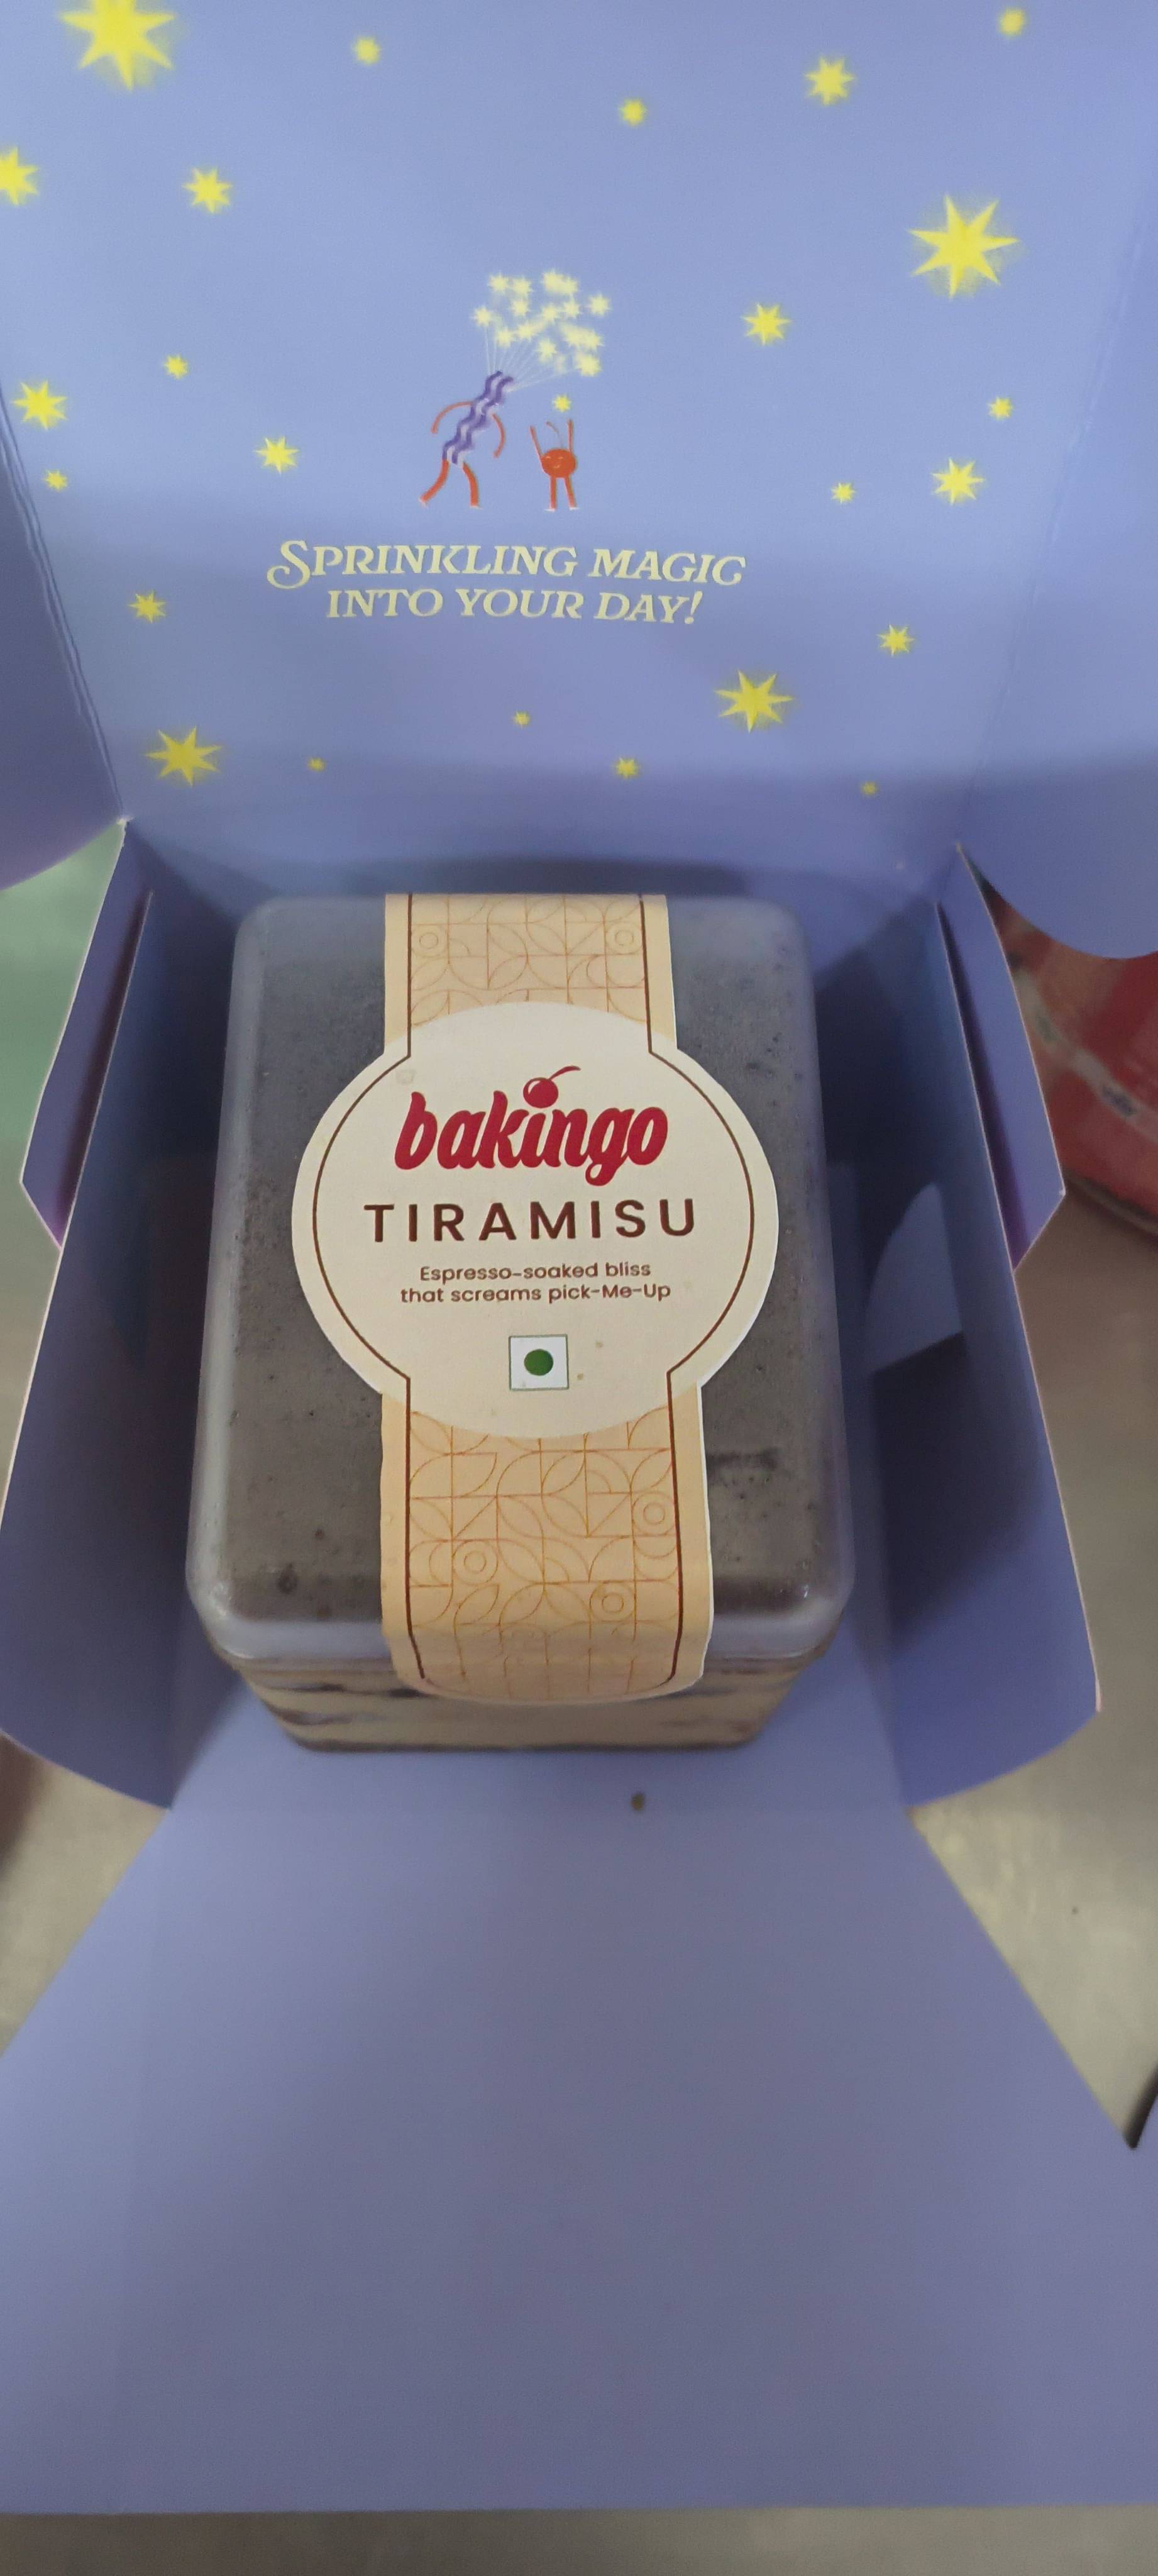 SPRINKLING MAGIC
INTO YOUR DAY!
bakingo
TIRAMISU
Espresso-soaked bliss
that screams pick-Me-Up